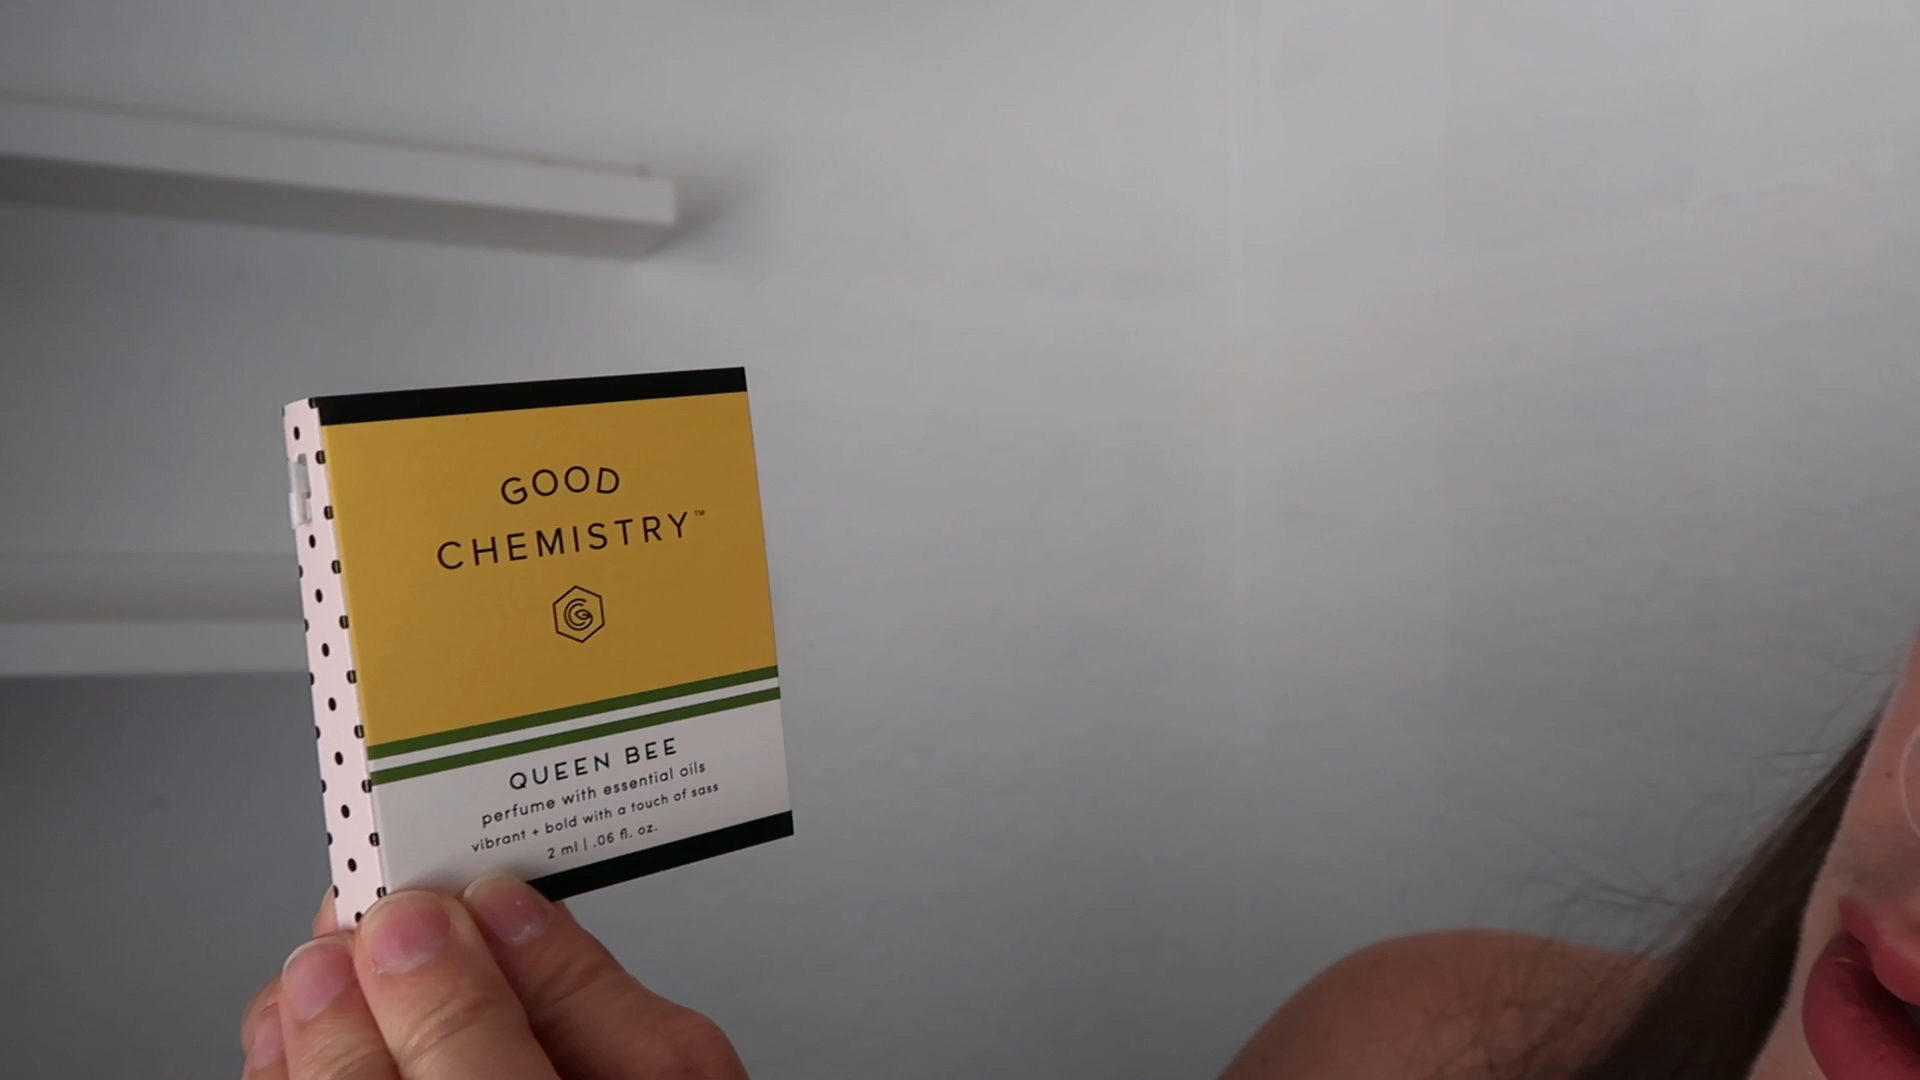 GOOD
CHEMISTRY™
QUEEN BEE
perfume with essential oils
vibrant + bold with a touch of sass
2 ml | .06 fl. oz.